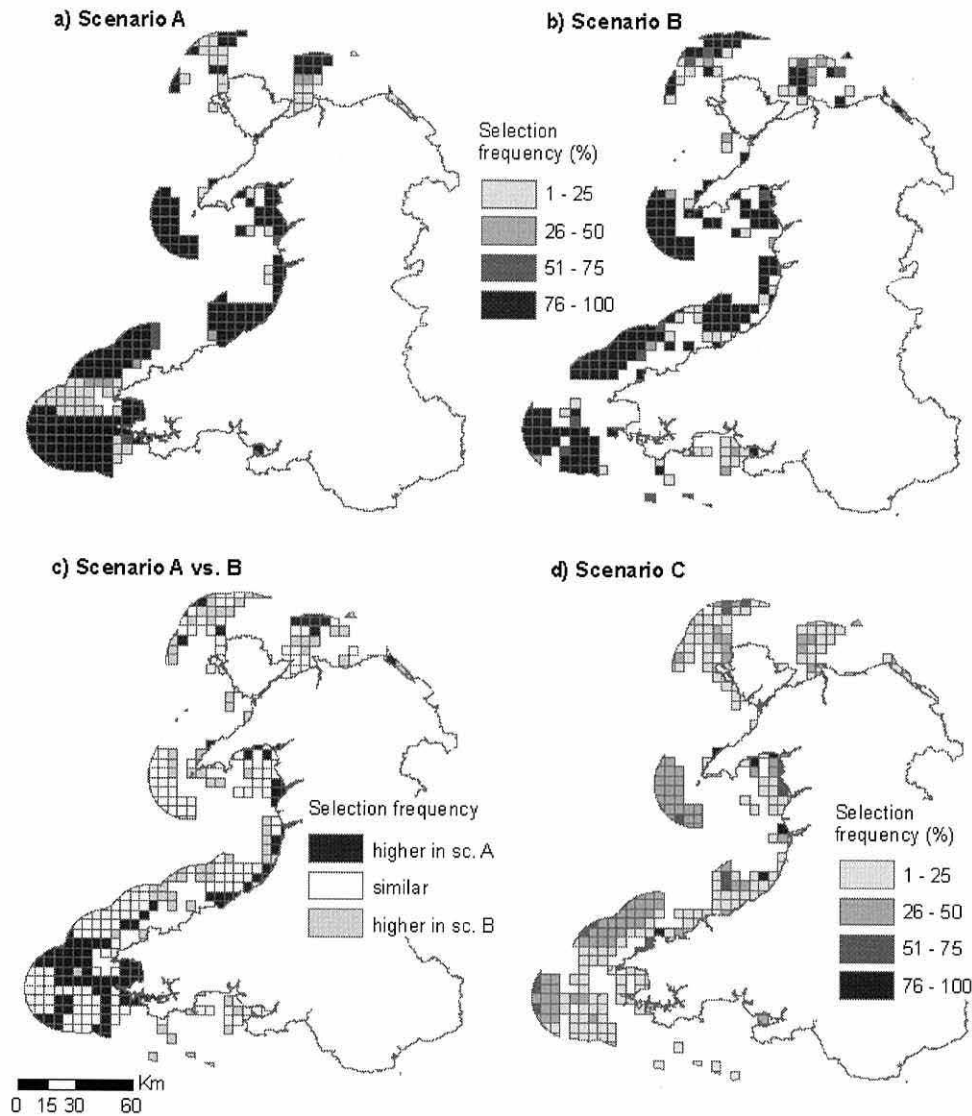 a) Scenario A
b) Scenario B
Selection
frequency (%)
1 - 25
26 - 50
51 - 75
76 - 100
c) Scenario A vs. B
d) Scenario C
Selection frequency
higher in sc. A
similar
higher in sc. B
Selection
frequency (%)
1 - 25
26 - 50
51 - 75
76 - 100
Km
0 15 30 60